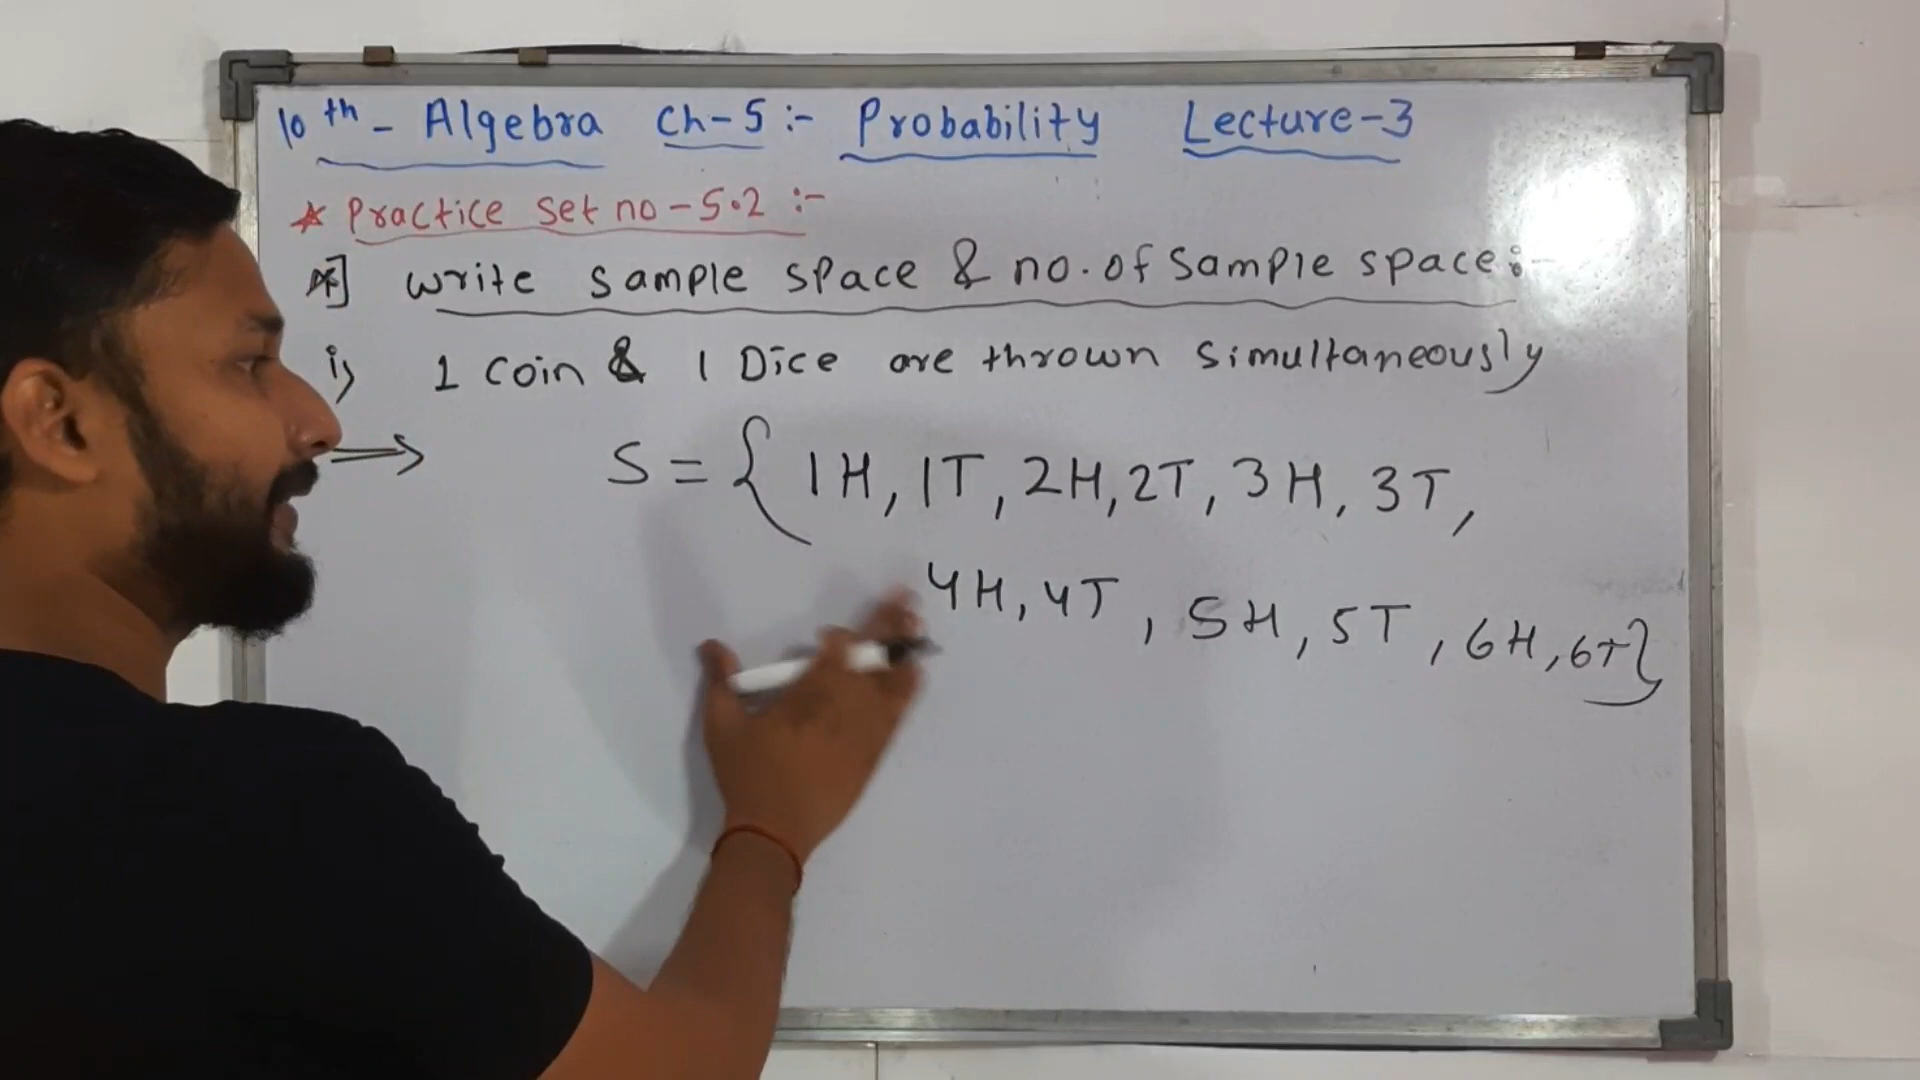 10th - Algebra Ch-5 :- Probability Lecture-3
* Practice set no-5.2 :-
*] write sample space & no. of sample space :-
i) 1 coin & 1 Dice are thrown simultaneously
⇒ S = { 1H, 1T, 2H, 2T, 3H, 3T,
4H, 4T, 5H, 5T, 6H, 6T}